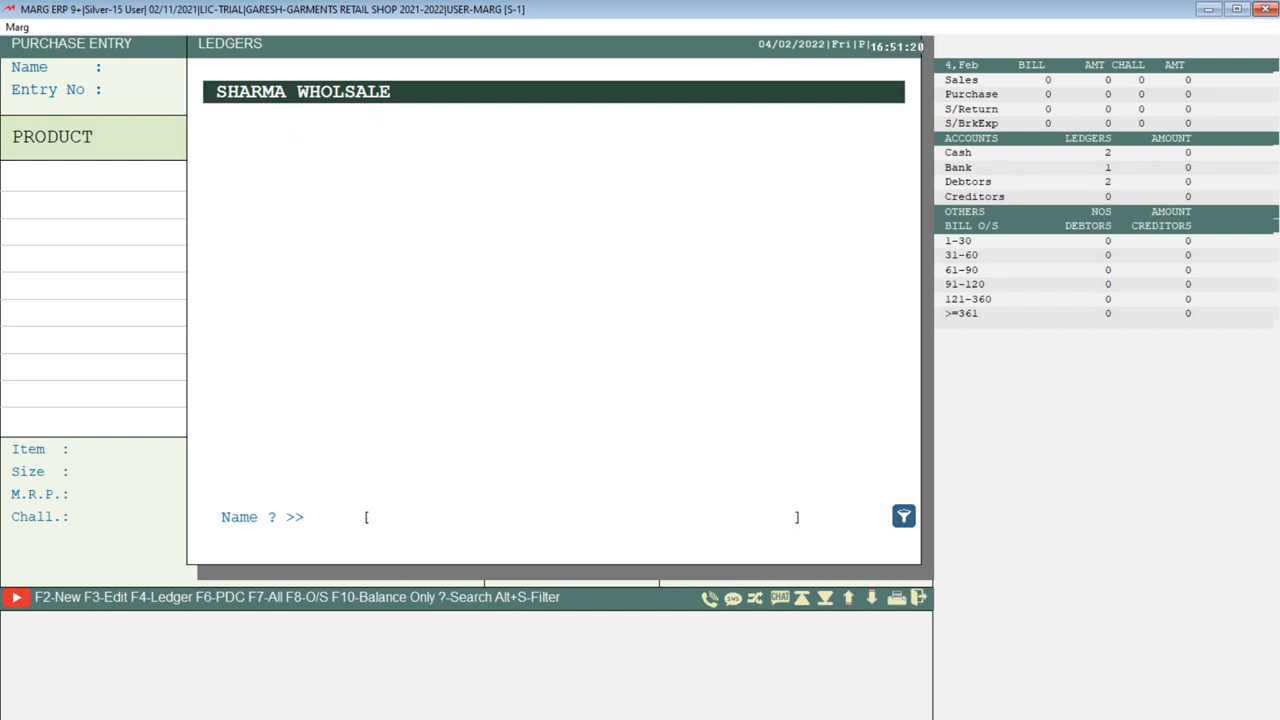 MARG ERP 9+|Silver-15 User| 02/11/2021|LIC-TRIAL|GARESH-GARMENTS RETAIL SHOP 2021-2022|USER-MARG [S-1]
Marg
PURCHASE ENTRY
LEDGERS
04/02/2022|Fri|P|16:51:20
Name :
Entry No :
PRODUCT
SHARMA WHOLSALE
Item :
Size :
M.R.P.:
Chall.:
Name ? >> [ ]
F2-New F3-Edit F4-Ledger F6-PDC F7-All F8-O/S F10-Balance Only ?-Search Alt+S-Filter
SMS
CHAT
4,Feb BILL AMT CHALL AMT
Sales 0 0 0 0
Purchase 0 0 0 0
S/Return 0 0 0 0
S/BrkExp 0 0 0 0
ACCOUNTS LEDGERS AMOUNT
Cash 2 0
Bank 1 0
Debtors 2 0
Creditors 0 0
OTHERS NOS AMOUNT
BILL O/S DEBTORS CREDITORS
1-30 0 0
31-60 0 0
61-90 0 0
91-120 0 0
121-360 0 0
>=361 0 0